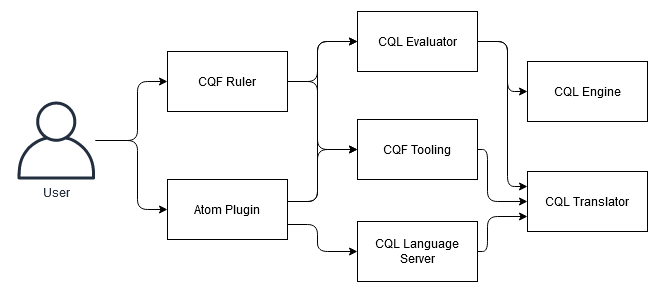 User
CQF Ruler
Atom Plugin
CQL Evaluator
CQF Tooling
CQL Language
Server
CQL Engine
CQL Translator